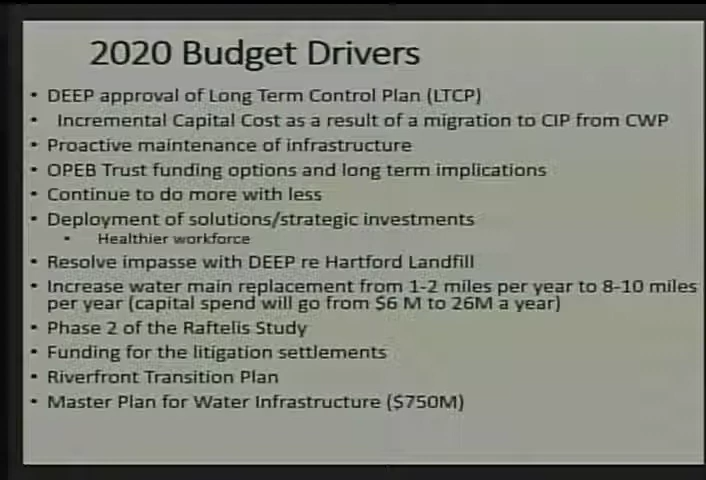 2020 Budget Drivers
• DEEP approval of Long Term Control Plan (LTCP)
• Incremental Capital Cost as a result of a migration to CIP from CWP
• Proactive maintenance of infrastructure
• OPEB Trust funding options and long term implications
• Continue to do more with less
• Deployment of solutions/strategic investments
• Healthier workforce
• Resolve impasse with DEEP re Hartford Landfill
• Increase water main replacement from 1-2 miles per year to 8-10 miles
per year (capital spend will go from $6 M to 26M a year)
• Phase 2 of the Raftelis Study
• Funding for the litigation settlements
• Riverfront Transition Plan
• Master Plan for Water Infrastructure ($750M)